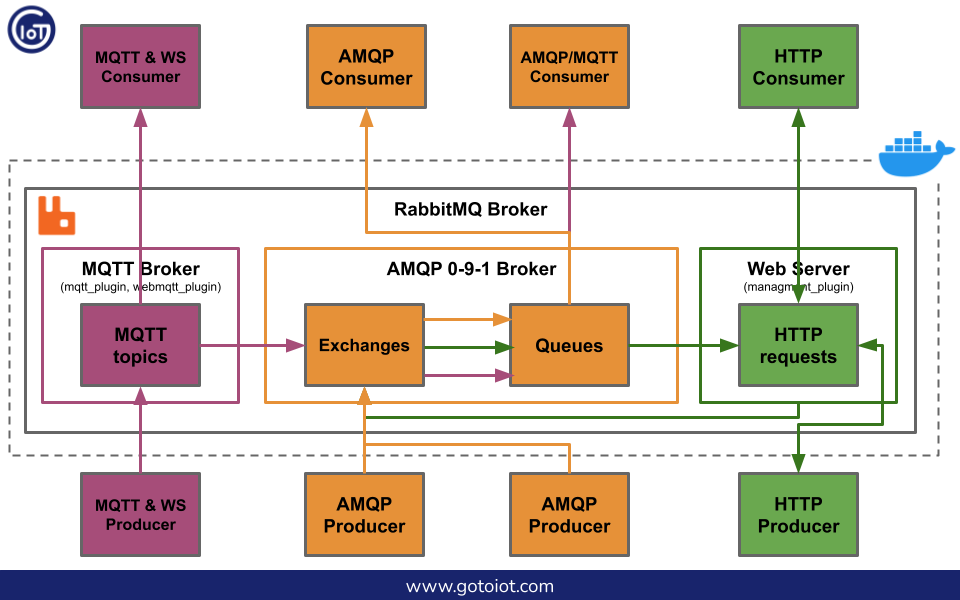 GIoT
MQTT & WS
Consumer
AMQP
Consumer
AMQP/MQTT
Consumer
HTTP
Consumer
RabbitMQ Broker
MQTT Broker
(mqtt_plugin, webmqtt_plugin)
AMQP 0-9-1 Broker
Web Server
(managment_plugin)
MQTT
topics
Exchanges
Queues
HTTP
requests
MQTT & WS
Producer
AMQP
Producer
AMQP
Producer
HTTP
Producer
www.gotoiot.com